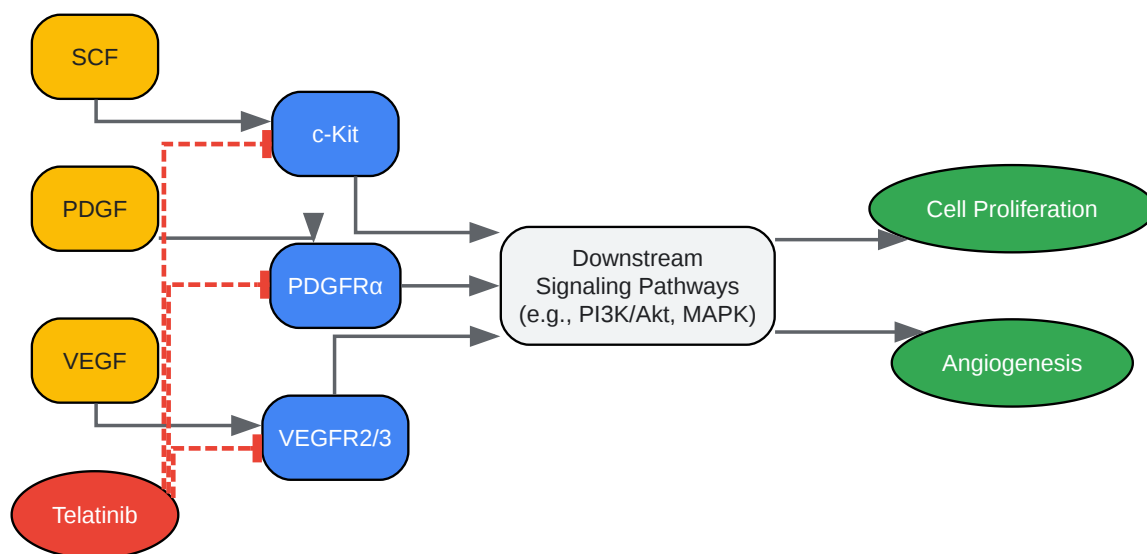 SCF
c-Kit
PDGF
Cell Proliferation
Downstream
Signaling Pathways
(e.g., PI3K/Akt, MAPK)
PDGFRα
VEGF
Angiogenesis
VEGFR2/3
Telatinib